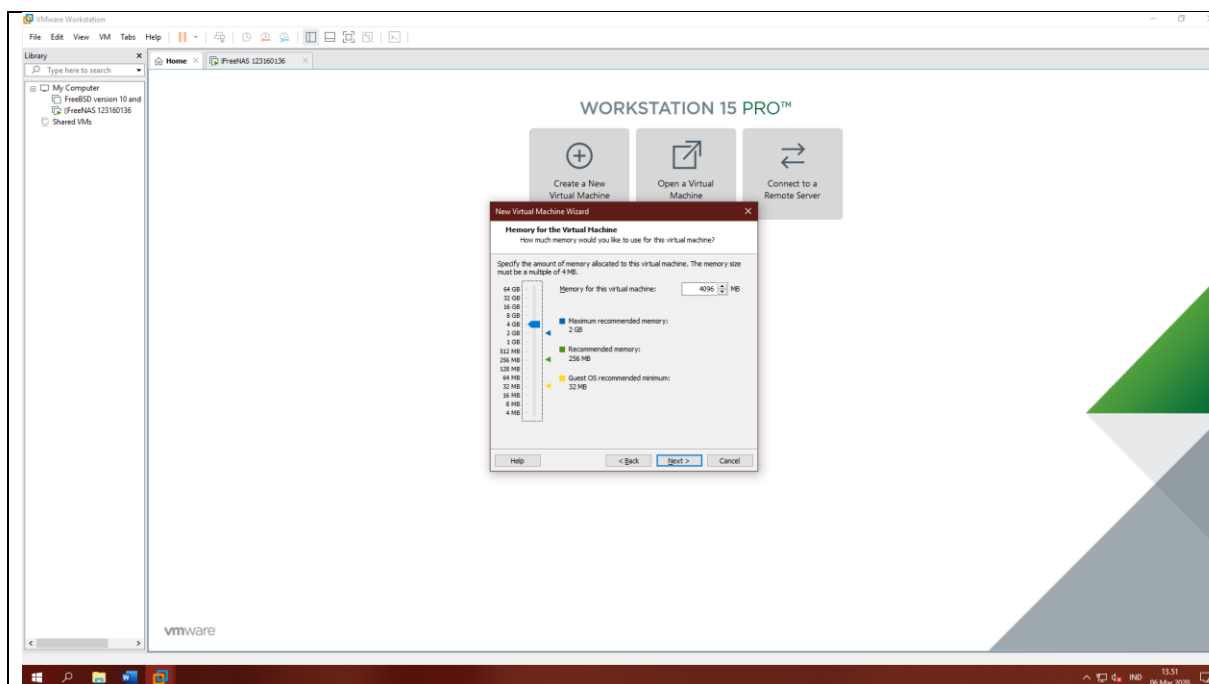 VMware Workstation
File Edit View VM Tabs Help
Library
Type here to search
My Computer
FreeBSD version 10 and
(FreeNAS 123160136
Shared VMs
Home
(FreeNAS 123160136
WORKSTATION 15 PRO™
Create a New
Virtual Machine
Open a Virtual
Machine
Connect to a
Remote Server
New Virtual Machine Wizard
Memory for the Virtual Machine
How much memory would you like to use for this virtual machine?
Specify the amount of memory allocated to this virtual machine. The memory size
must be a multiple of 4 MB.
Memory for this virtual machine: 4096 MB
64 GB
32 GB
16 GB
8 GB
4 GB
2 GB
1 GB
512 MB
256 MB
128 MB
64 MB
32 MB
16 MB
8 MB
4 MB
Maximum recommended memory:
2 GB
Recommended memory:
256 MB
Guest OS recommended minimum:
32 MB
Help
< Back
Next >
Cancel
vmware
IND
13.51
06 Mar 2020